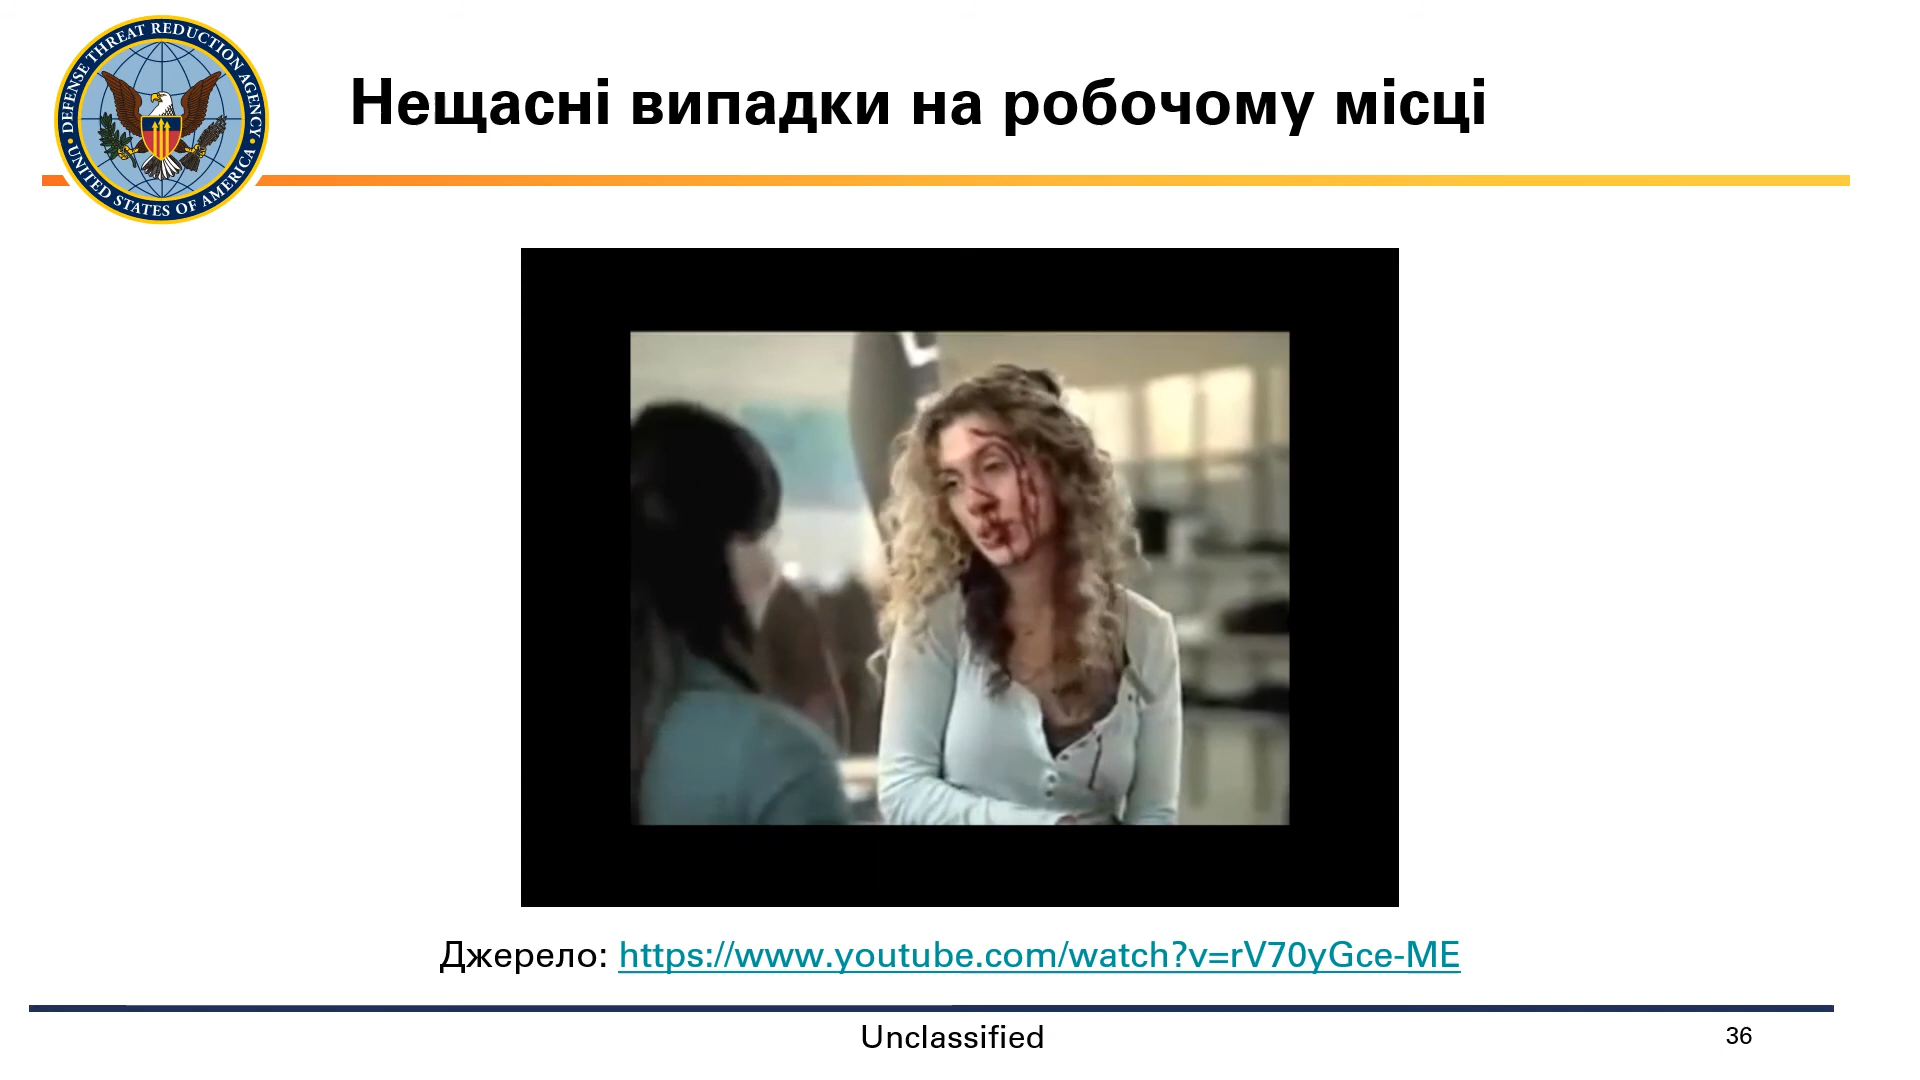 DEFENSE THREAT REDUCTION AGENCY
UNITED STATES OF AMERICA
Нещасні випадки на робочому місці
Джерело: https://www.youtube.com/watch?v=rV70yGce-ME
Unclassified
36